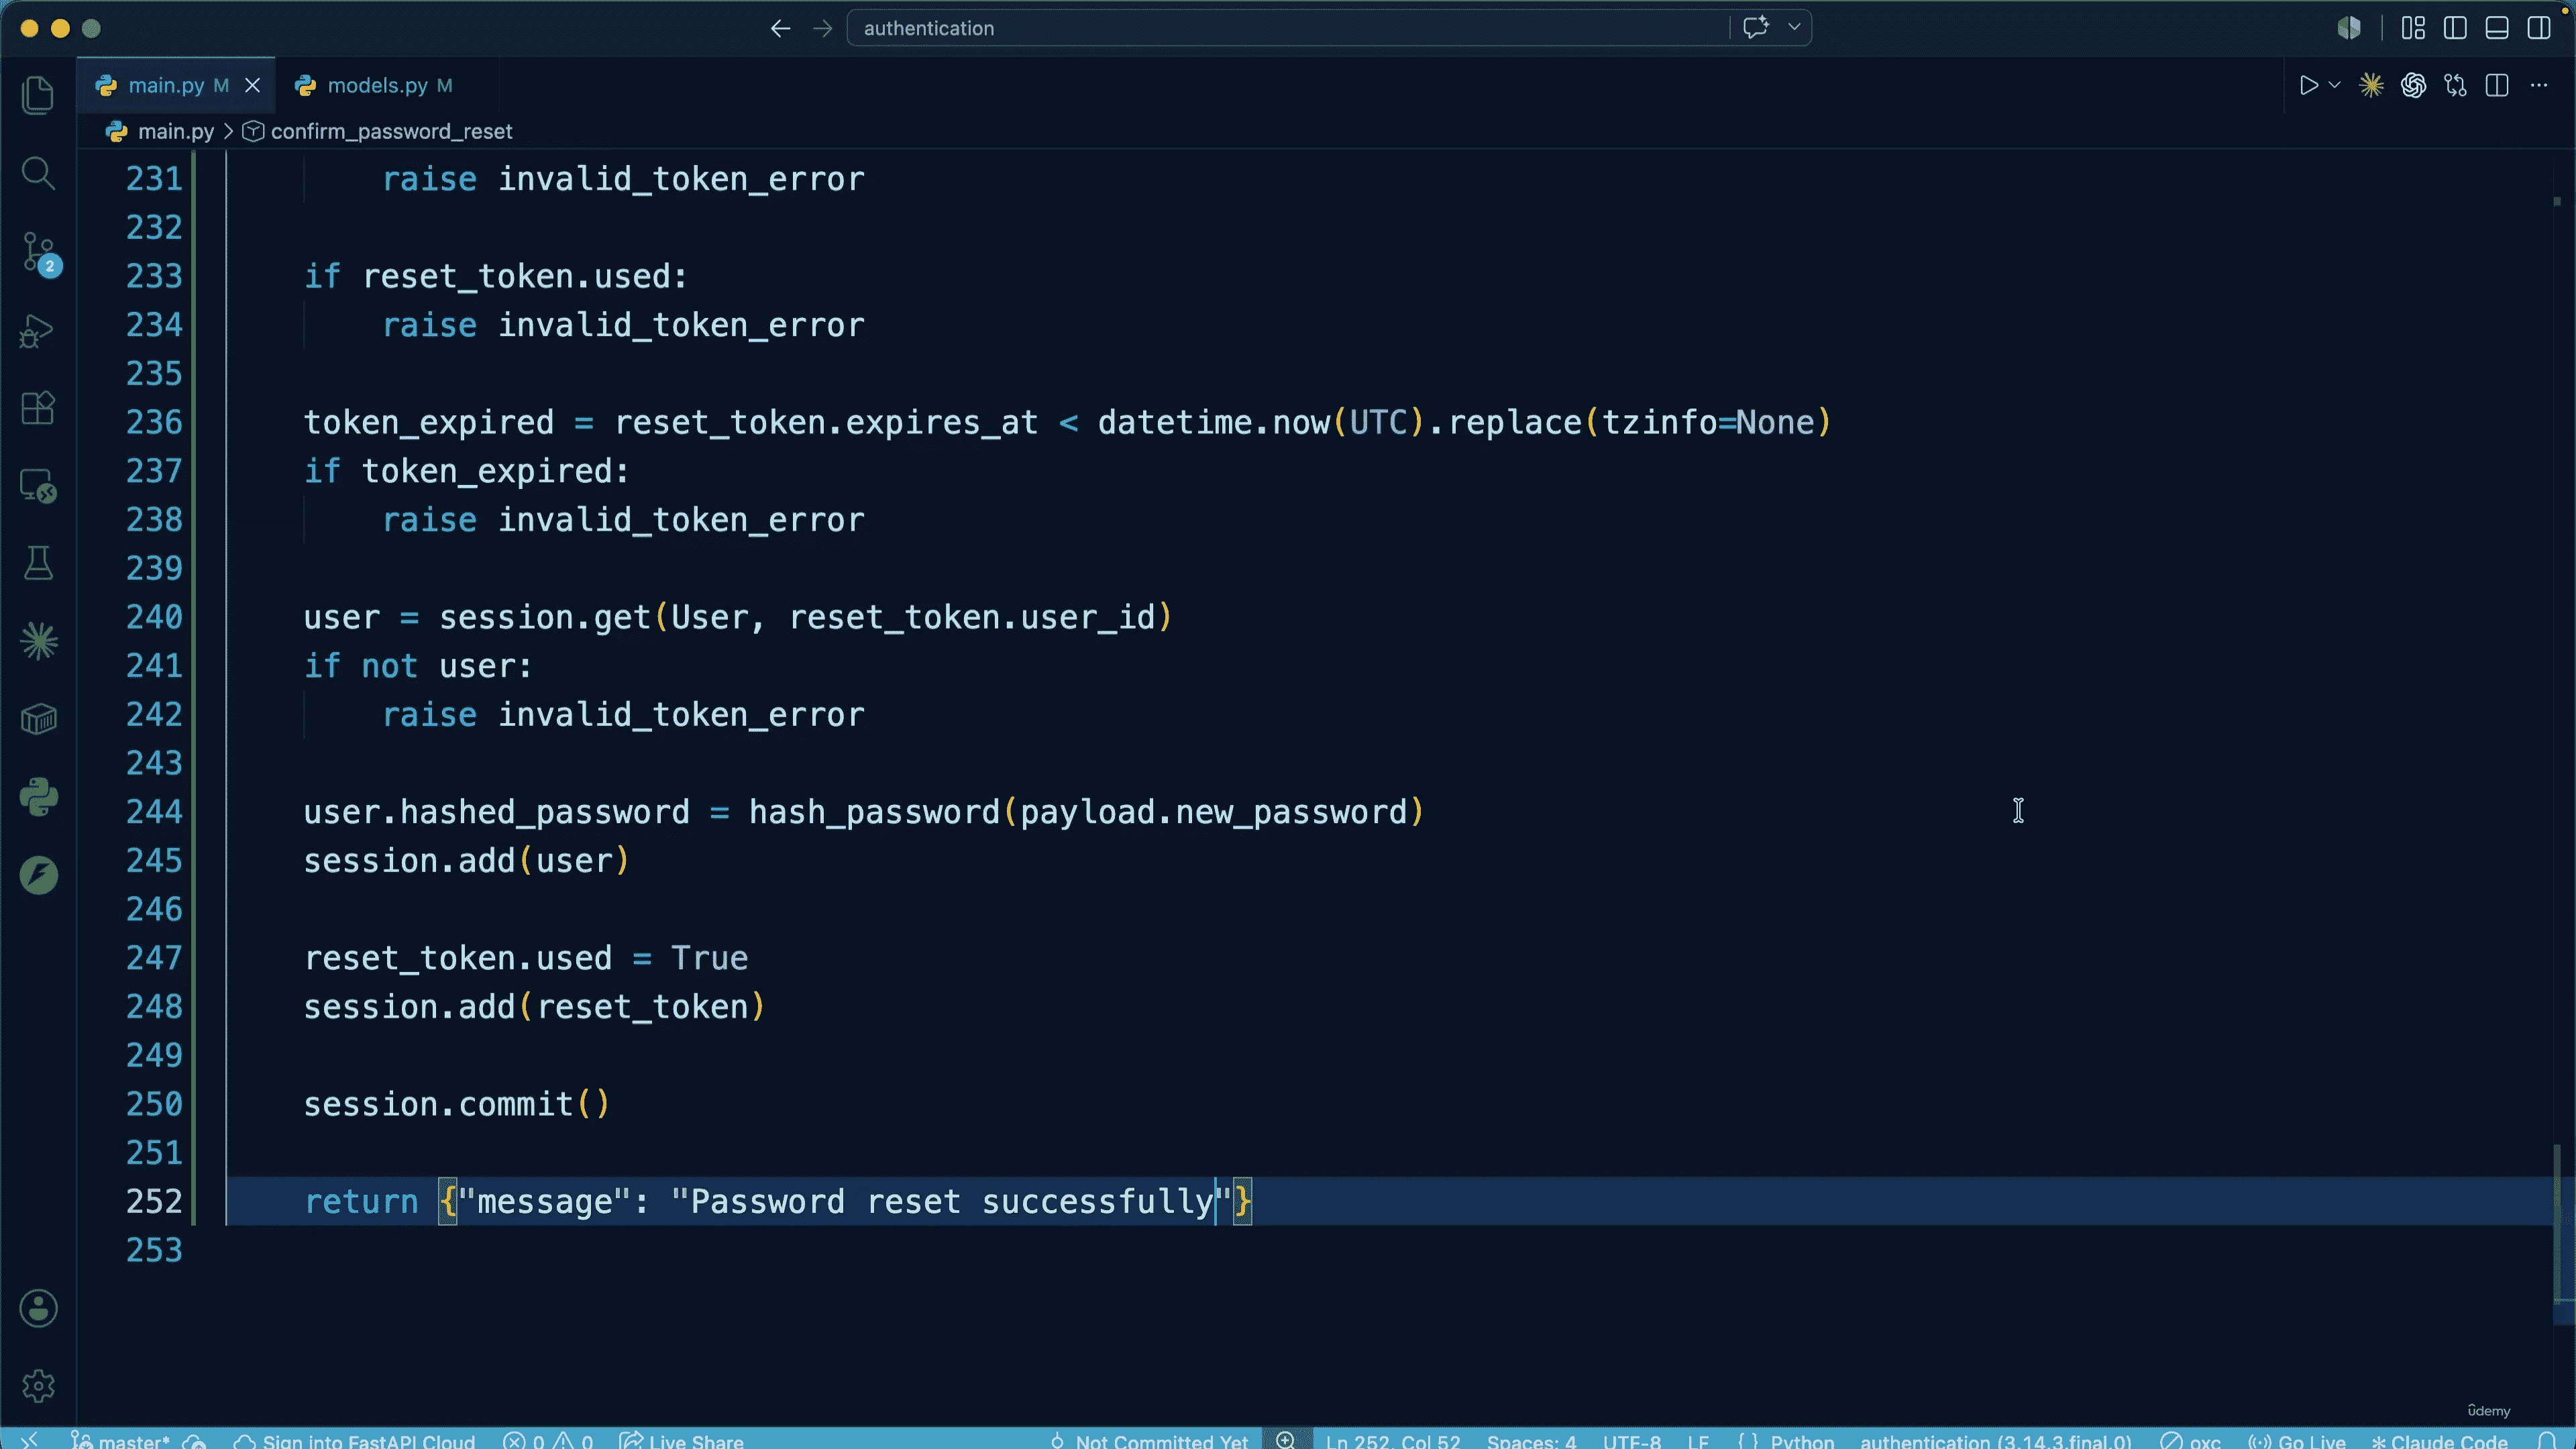 authentication
main.py M
models.py M
main.py > confirm_password_reset
231 raise invalid_token_error
232
233 if reset_token.used:
234 raise invalid_token_error
235
236 token_expired = reset_token.expires_at < datetime.now(UTC).replace(tzinfo=None)
237 if token_expired:
238 raise invalid_token_error
239
240 user = session.get(User, reset_token.user_id)
241 if not user:
242 raise invalid_token_error
243
244 user.hashed_password = hash_password(payload.new_password)
245 session.add(user)
246
247 reset_token.used = True
248 session.add(reset_token)
249
250 session.commit()
251
252 return {"message": "Password reset successfully"}
253
2
ûdemy
master* Sign into FastAPI Cloud 0 0 Live Share Not Committed Yet Ln 252, Col 52 Spaces: 4 UTF-8 LF {} Python authentication (3.14.3.final.0) oxc Go Live Claude Code